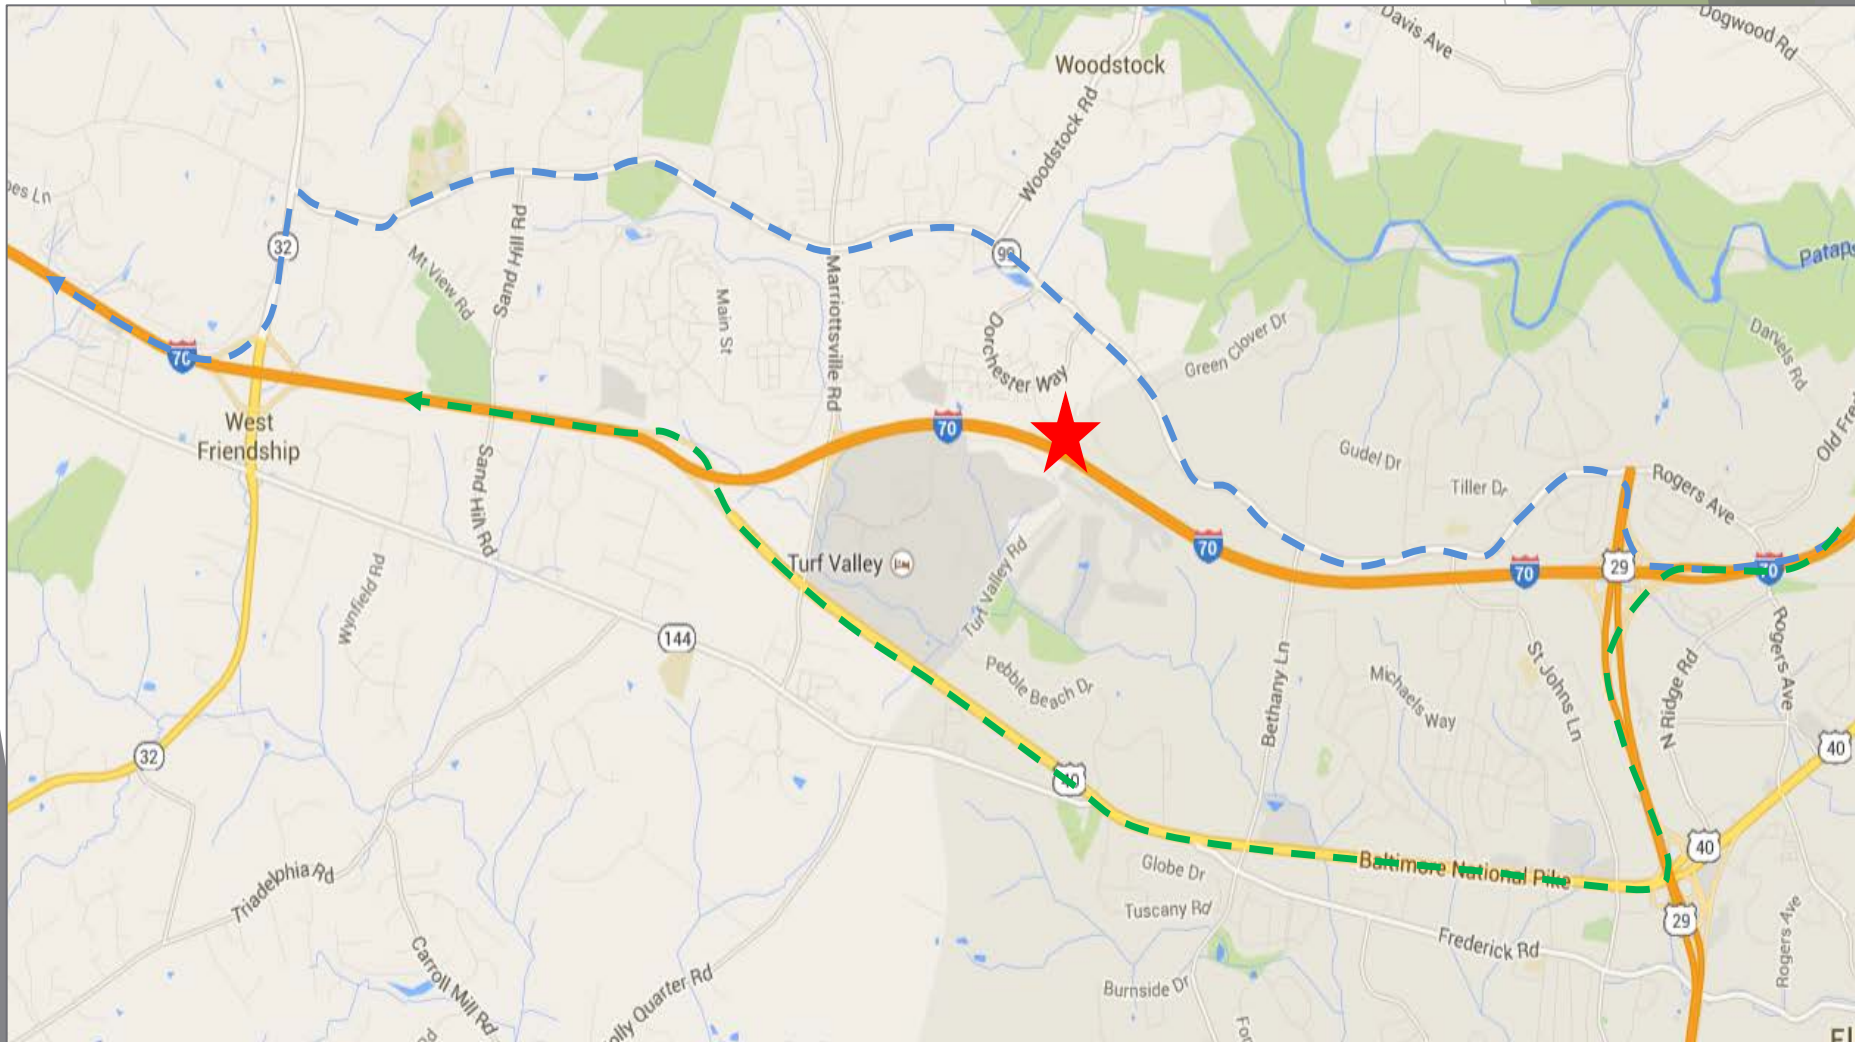 Davis Ave
Dogwood Rd
Woodstock
Woodstock Rd
32
Sand Hill Rd
Mt View Rd
Main St
Marriottsville Rd
99
Dorchester Way
Green Clover Dr
Daniels Rd
70
70
West
Friendship
Gudel Dr
Tiller Dr
Rogers Ave
Sand Hill Rd
70
70
29
70
Turf Valley
Turf Valley Rd
Wynfield Rd
144
Pebble Beach Dr
Bethany Ln
Michaels Way
St Johns Ln
N Ridge Rd
Rogers Ave
32
40
40
40
Globe Dr
Baltimore National Pike
Triadelphia Rd
Tuscany Rd
29
Frederick Rd
Rogers Ave
Carroll Mill Rd
Burnside Dr
Quarter Rd